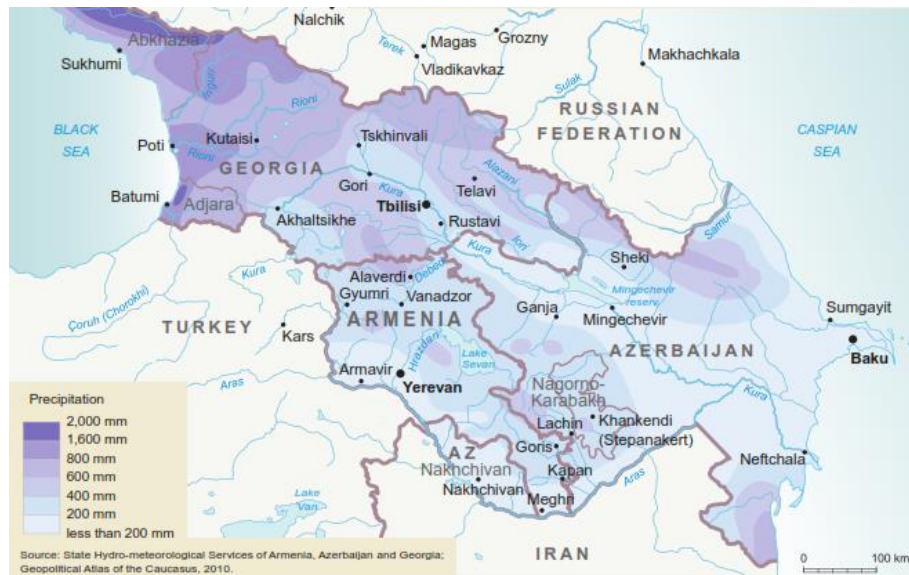 Nalchik
Abkhazia
Sukhumi
Terek
Magas
Grozny
Vladikavkaz
Makhachkala
Inguri
Rioni
Sulak
RUSSIAN
FEDERATION
BLACK
SEA
CASPIAN
SEA
Poti
Kutaisi
Rioni
Tskhinvali
GEORGIA
Gori
Kura
Telavi
Alazani
Batumi
Adjara
Akhaltsikhe
Tbilisi
Rustavi
Iori
Samur
Kura
Alaverdi
Debed
Kura
Sheki
Mingechevir
reserv.
Gyumri
Vanadzor
Ganja
Mingechevir
Sumgayit
Çoruh (Chorokhi)
TURKEY
Kars
ARMENIA
Hrazdan
Lake
Sevan
AZERBAIJAN
Baku
Aras
Armavir
Yerevan
Nagorno-
Karabakh
Kura
Lachin
Khankendi
(Stepanakert)
Goris
AZ
Nakhchivan
Nakhchivan
Kapan
Meghri
Aras
Neftchala
Lake
Van
IRAN
Precipitation
2,000 mm
1,600 mm
800 mm
600 mm
400 mm
200 mm
less than 200 mm
Source: State Hydro-meteorological Services of Armenia, Azerbaijan and Georgia;
Geopolitical Atlas of the Caucasus, 2010.
0 100 km